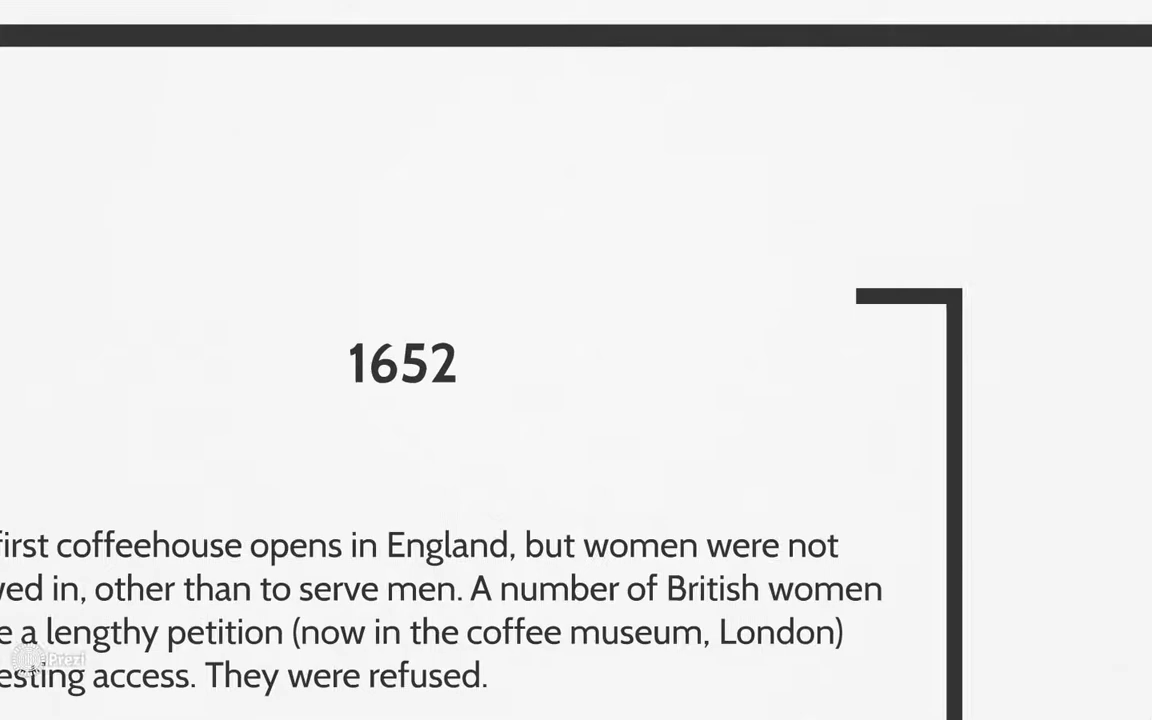 1652
first coffeehouse opens in England, but women were not
wed in, other than to serve men. A number of British women
e a lengthy petition (now in the coffee museum, London)
esting access. They were refused.
Prezi